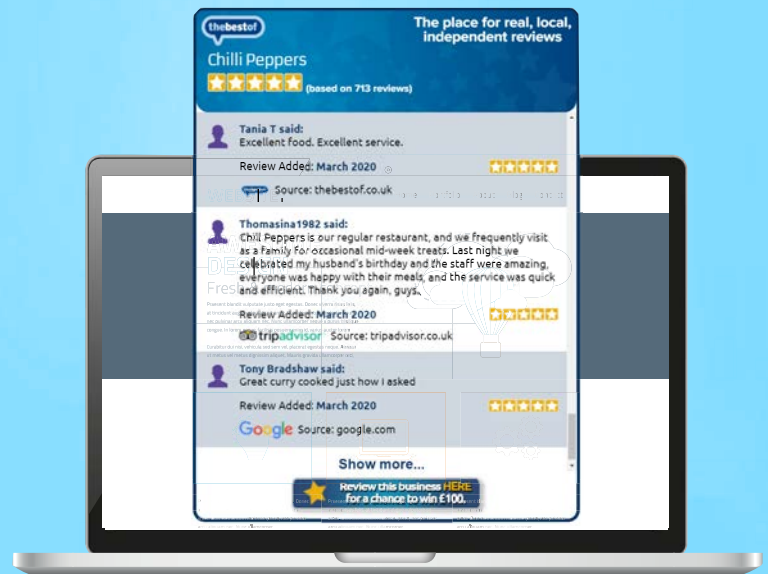 thebestof
The place for real, local,
independent reviews
Chilli Peppers
(based on 713 reviews)
Tania T said:
Excellent food. Excellent service.
Review Added: March 2020
Source: thebestof.co.uk
Thomasina1982 said:
Chili Peppers is our regular restaurant, and we frequently visit
as a family for occasional mid-week treats. Last night we
celebrated my husband's birthday and the staff were amazing,
everyone was happy with their meals, and the service was quick
and efficient. Thank you again, guys.
Review Added: March 2020
tripadvisor Source: tripadvisor.co.uk
Tony Bradshaw said:
Great curry cooked just how I asked
Review Added: March 2020
Google Source: google.com
Show more...
Review this business HERE
for a chance to win £100.